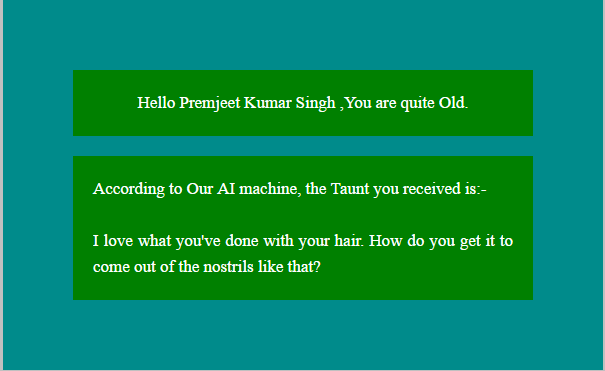 Hello Premjeet Kumar Singh ,You are quite Old.
According to Our AI machine, the Taunt you received is:-
I love what you've done with your hair. How do you get it to
come out of the nostrils like that?